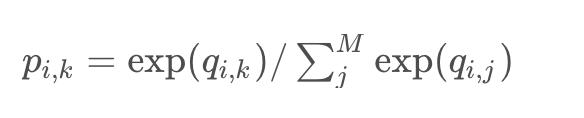 p_{i,k} = exp(q_{i,k})/ ∑_j^M exp(q_{i,j})